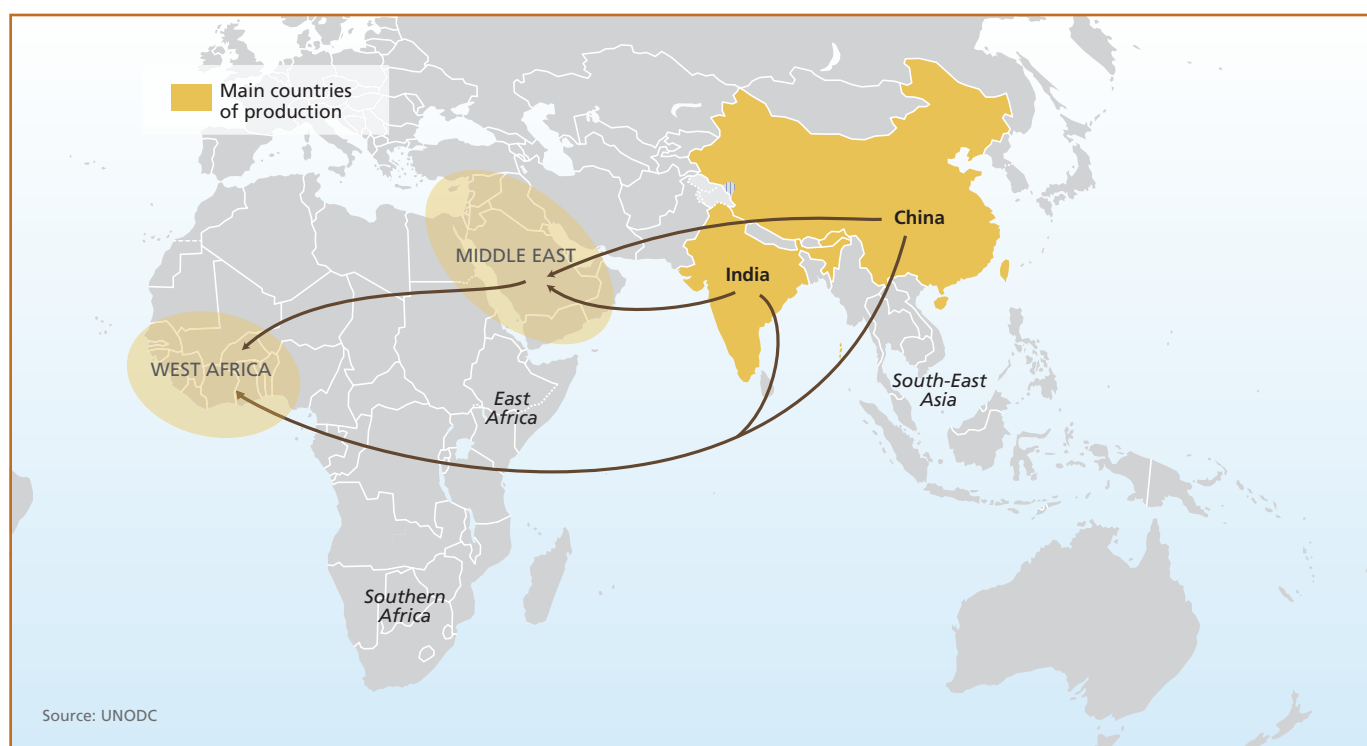 Main countries
of production
China
MIDDLE EAST
India
WEST AFRICA
South-East
Asia
East
Africa
Southern
Africa
Source: UNODC